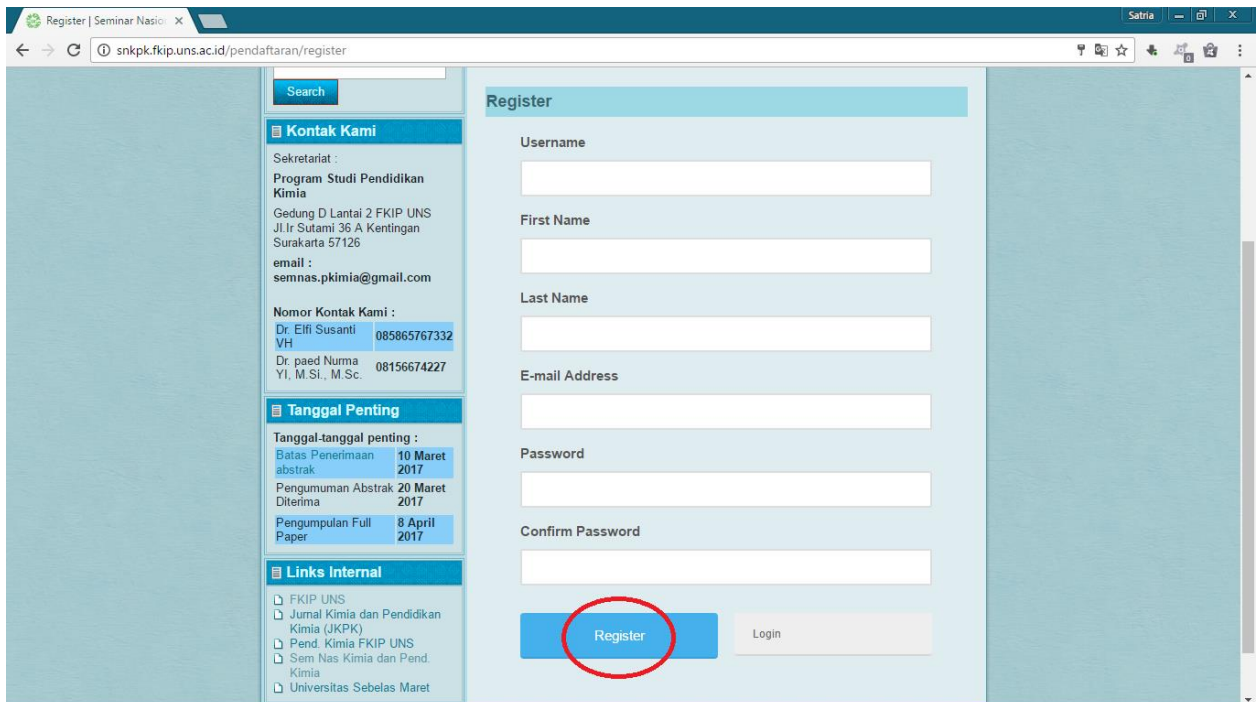 Register | Seminar Nasio
Satria
snkpk.fkip.uns.ac.id/pendaftaran/register
0
Search
Kontak Kami
Sekretariat :
Program Studi Pendidikan
Kimia
Gedung D Lantai 2 FKIP UNS
Jl.Ir Sutami 36 A Kentingan
Surakarta 57126
email :
semnas.pkimia@gmail.com
Nomor Kontak Kami :
Dr. Elfi Susanti
VH
085865767332
Dr. paed Nurma
YI, M.Si., M.Sc.
08156674227
Tanggal Penting
Tanggal-tanggal penting :
Batas Penerimaan
abstrak
10 Maret
2017
Pengumuman Abstrak
Diterima
20 Maret
2017
Pengumpulan Full
Paper
8 April
2017
Links Internal
FKIP UNS
Jurnal Kimia dan Pendidikan
Kimia (JKPK)
Pend. Kimia FKIP UNS
Sem Nas Kimia dan Pend.
Kimia
Universitas Sebelas Maret
Register
Username
First Name
Last Name
E-mail Address
Password
Confirm Password
Register
Login